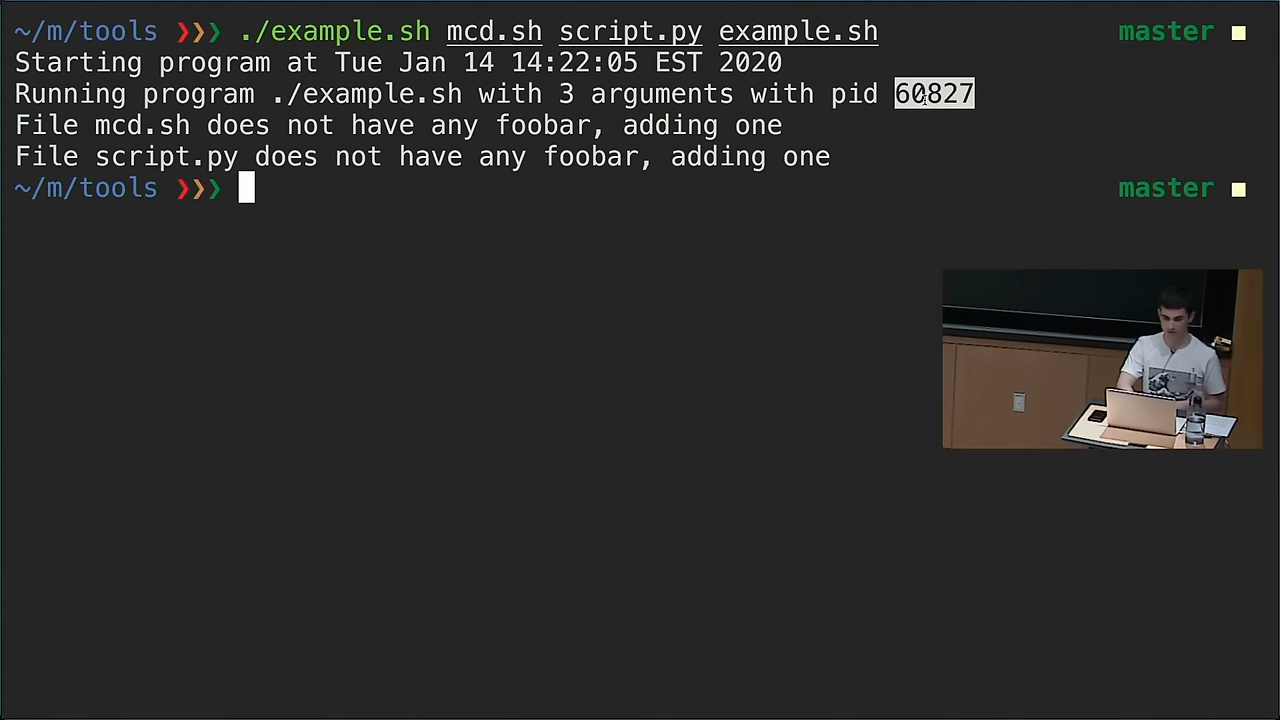 ~/m/tools ❯❯❯ ./example.sh mcd.sh script.py example.sh master ■
Starting program at Tue Jan 14 14:22:05 EST 2020
Running program ./example.sh with 3 arguments with pid 60827
File mcd.sh does not have any foobar, adding one
File script.py does not have any foobar, adding one
~/m/tools ❯❯❯ master ■